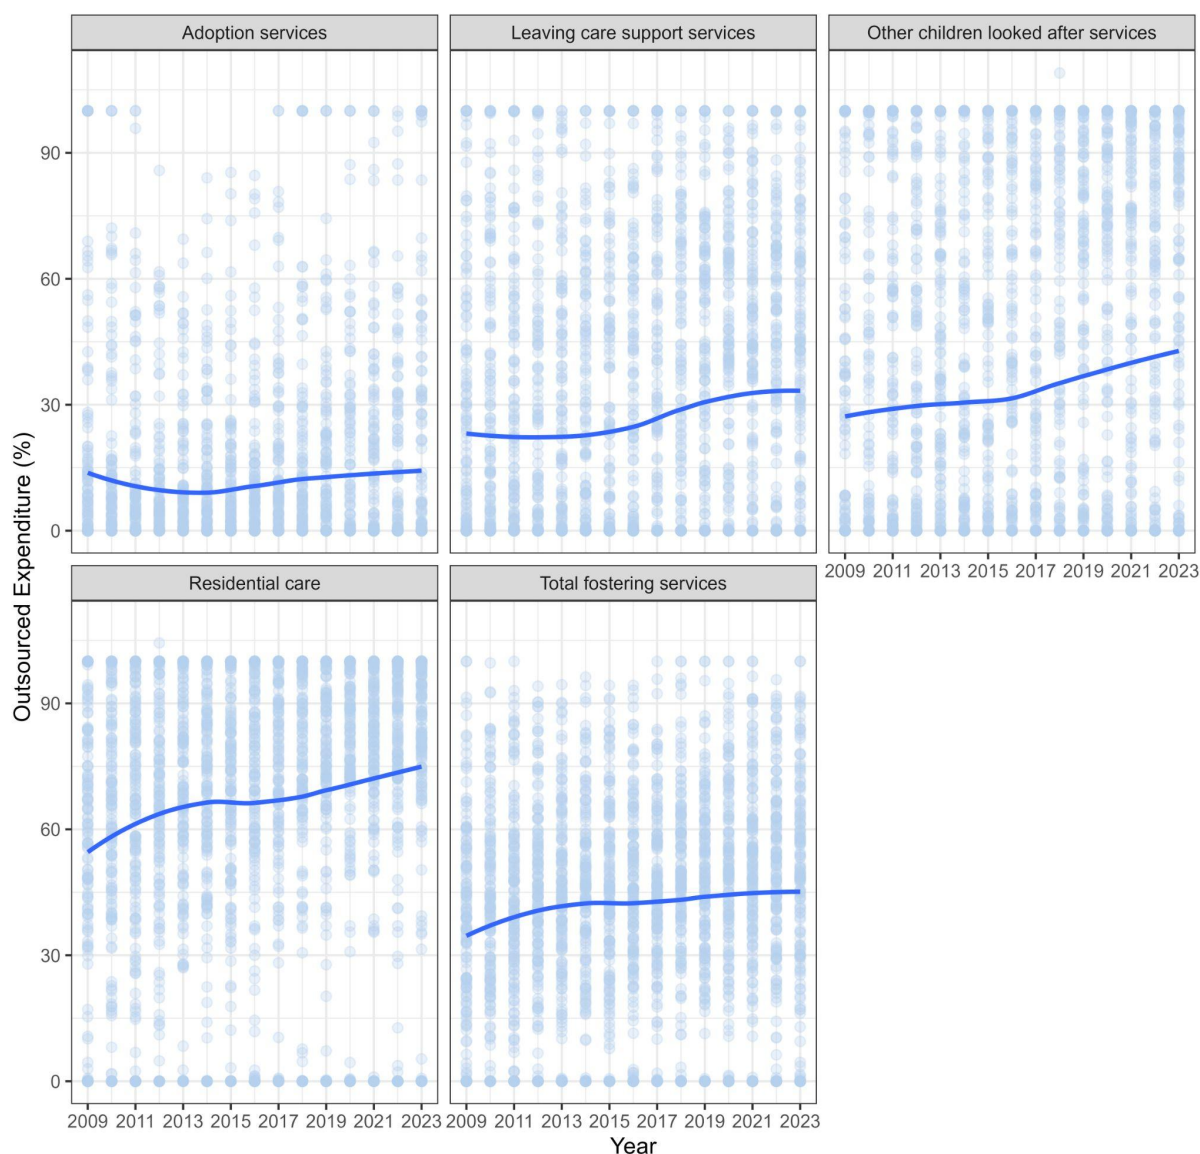 Adoption services
Leaving care support services
Other children looked after services
90
60
30
0
2009 2011 2013 2015 2017 2019 2021 2023
Residential care
Total fostering services
90
60
30
0
2009 2011 2013 2015 2017 2019 2021 2023
2009 2011 2013 2015 2017 2019 2021 2023
Outsourced Expenditure (%)
Year